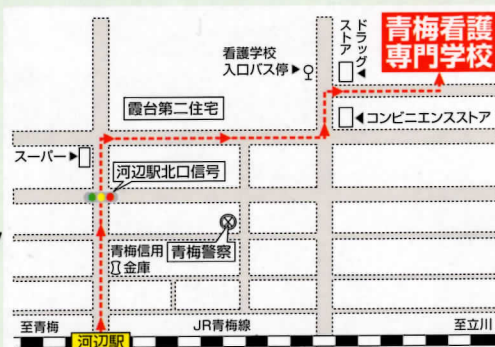 青梅看護
専門学校
ドラッグ
ストア
看護学校
入口バス停▶
霞台第二住宅
◀コンビニエンスストア
スーパー▶
河辺駅北口信号
青梅信用
金庫
青梅警察
至青梅
JR青梅線
至立川
河辺駅